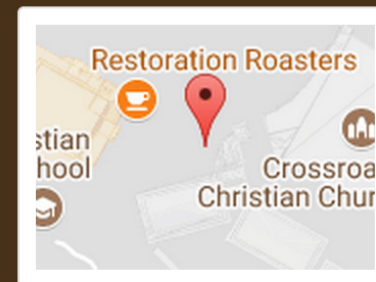 Restoration Roasters
stian
hool
Crossroa
Christian Chur